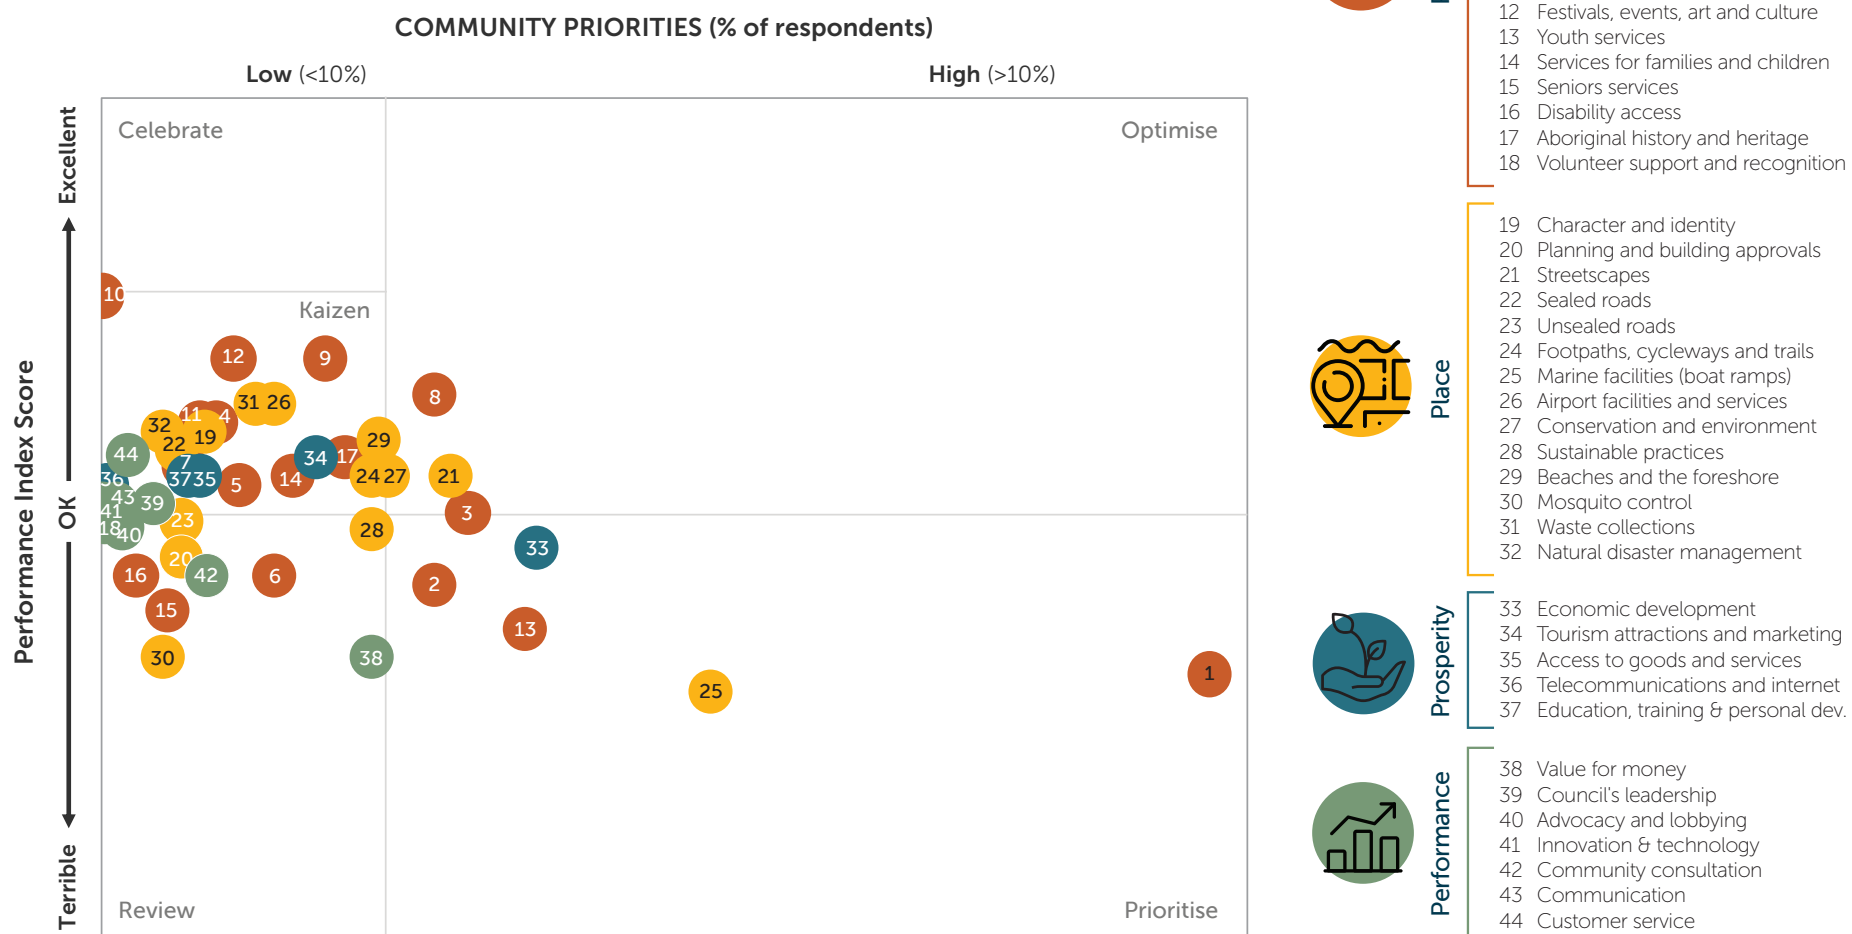 COMMUNITY PRIORITIES (% of respondents)
Low (<10%)
High (>10%)
Performance Index Score
Excellent
OK
Terrible
Celebrate
Optimise
Kaizen
Review
Prioritise
10
12
9
8
31
26
11
4
32
19
22
29
44
7
34
17
36
37
35
5
14
24
27
21
43
39
41
3
18
40
23
28
33
20
16
42
6
2
15
13
30
38
1
25
12 Festivals, events, art and culture
13 Youth services
14 Services for families and children
15 Seniors services
16 Disability access
17 Aboriginal history and heritage
18 Volunteer support and recognition
Place
19 Character and identity
20 Planning and building approvals
21 Streetscapes
22 Sealed roads
23 Unsealed roads
24 Footpaths, cycleways and trails
25 Marine facilities (boat ramps)
26 Airport facilities and services
27 Conservation and environment
28 Sustainable practices
29 Beaches and the foreshore
30 Mosquito control
31 Waste collections
32 Natural disaster management
Prosperity
33 Economic development
34 Tourism attractions and marketing
35 Access to goods and services
36 Telecommunications and internet
37 Education, training & personal dev.
Performance
38 Value for money
39 Council's leadership
40 Advocacy and lobbying
41 Innovation & technology
42 Community consultation
43 Communication
44 Customer service